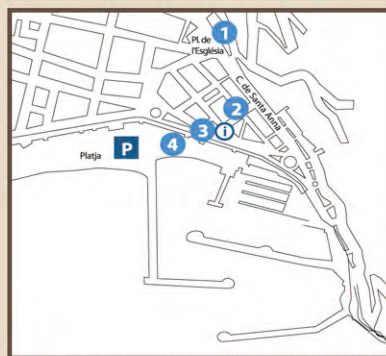 1
Pl. de
l'Església
C. de Santa Anna
2
3
i
P
4
Platja